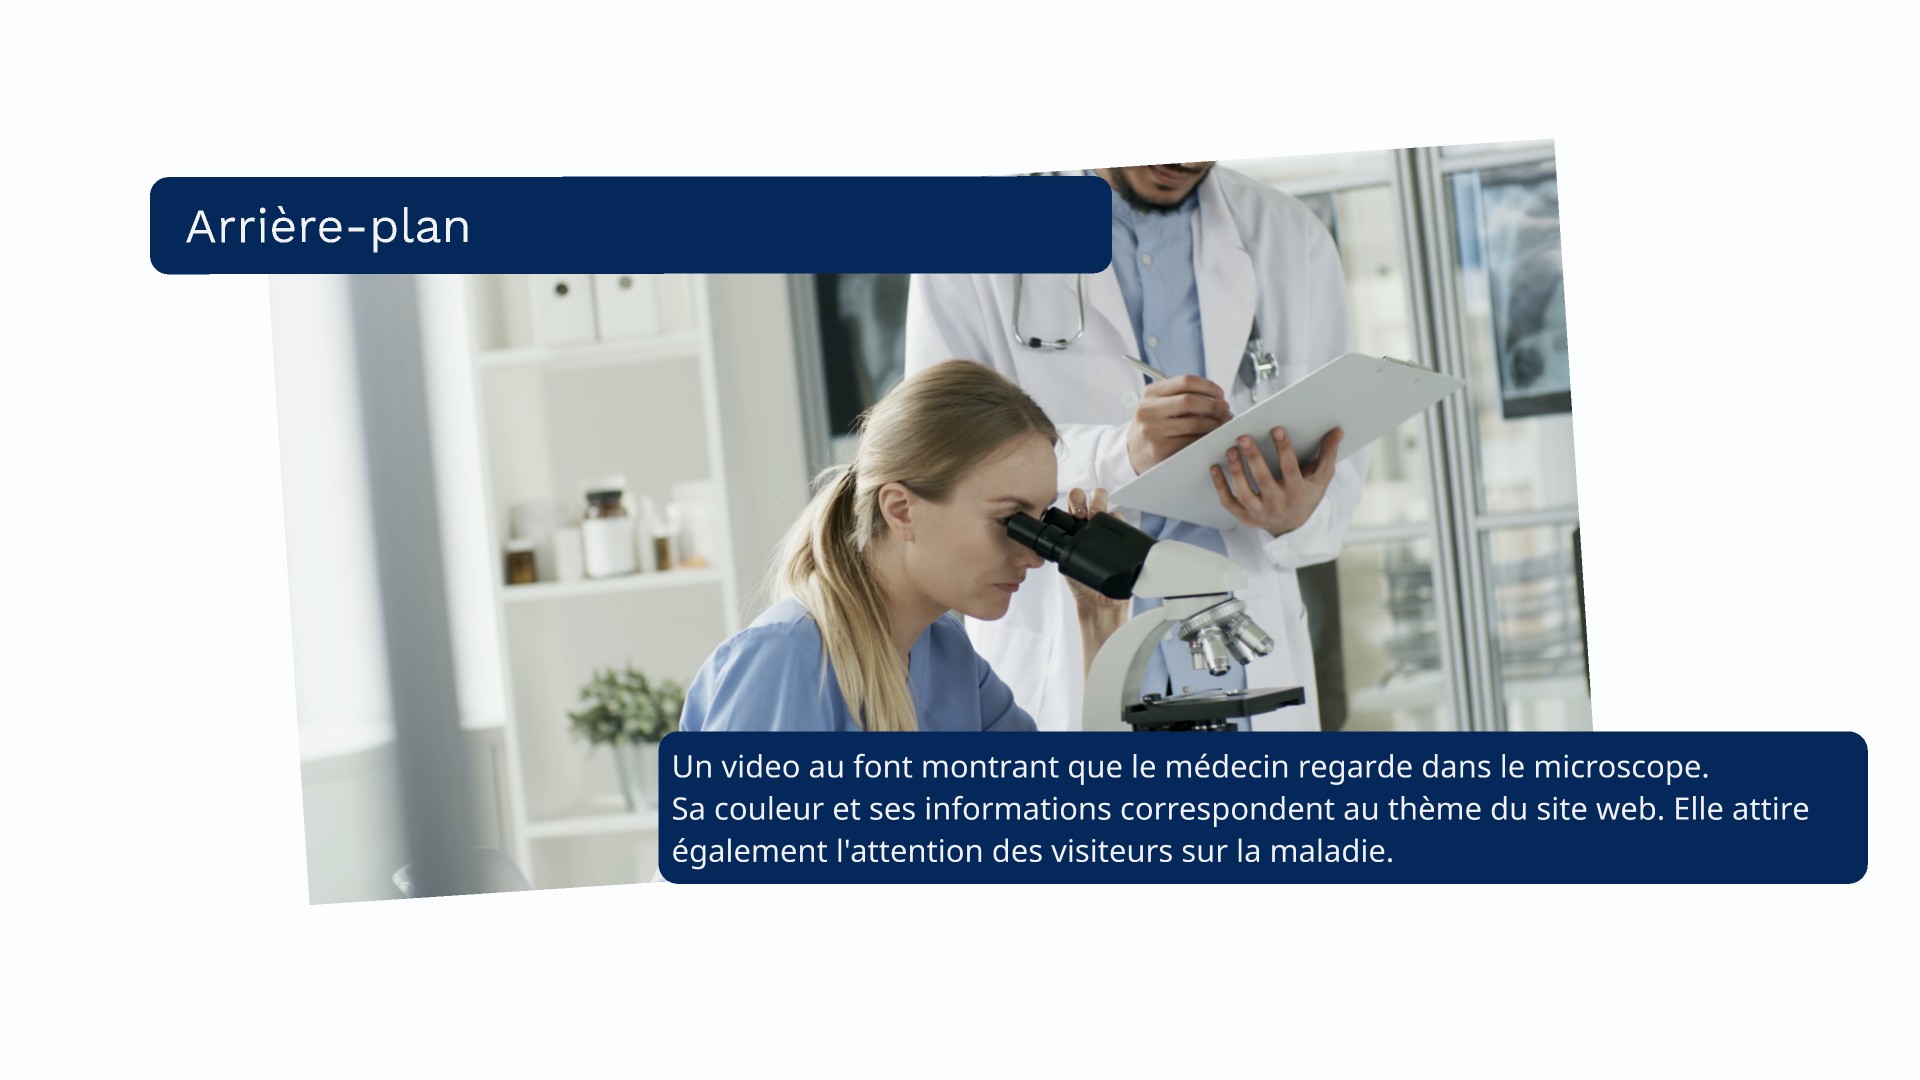 Arrière-plan
Un video au font montrant que le médecin regarde dans le microscope.
Sa couleur et ses informations correspondent au thème du site web. Elle attire
également l'attention des visiteurs sur la maladie.